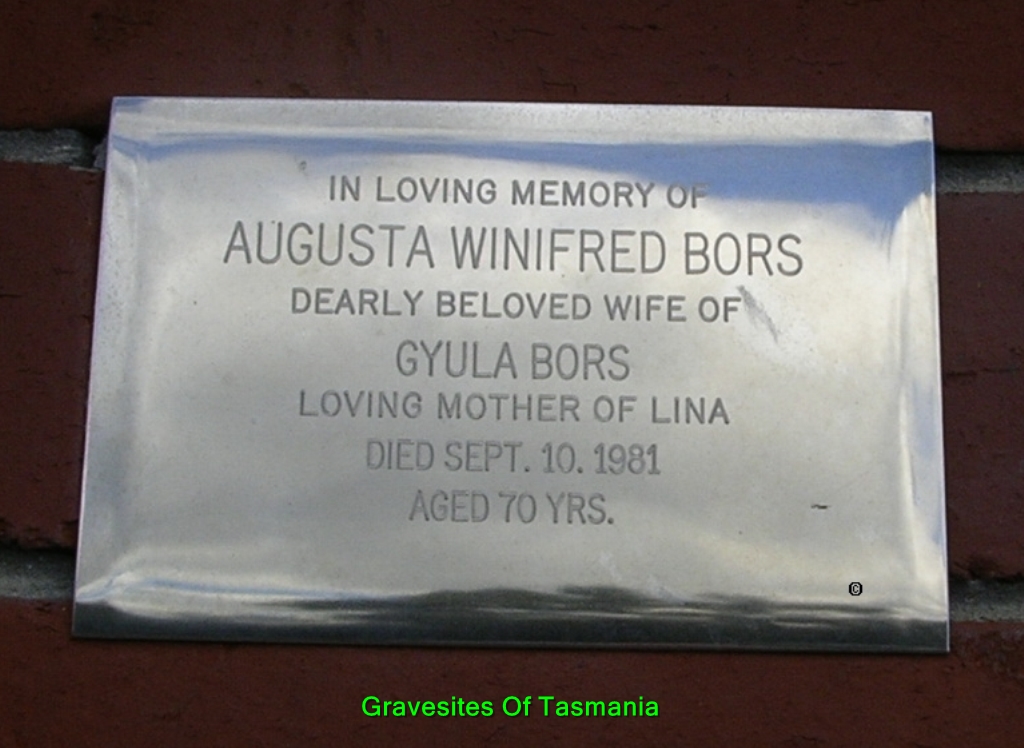 IN LOVING MEMORY OF
AUGUSTA WINIFRED BORS
DEARLY BELOVED WIFE OF
GYULA BORS
LOVING MOTHER OF LINA
DIED SEPT. 10. 1981
AGED 70 YRS.
©
Gravesites Of Tasmania